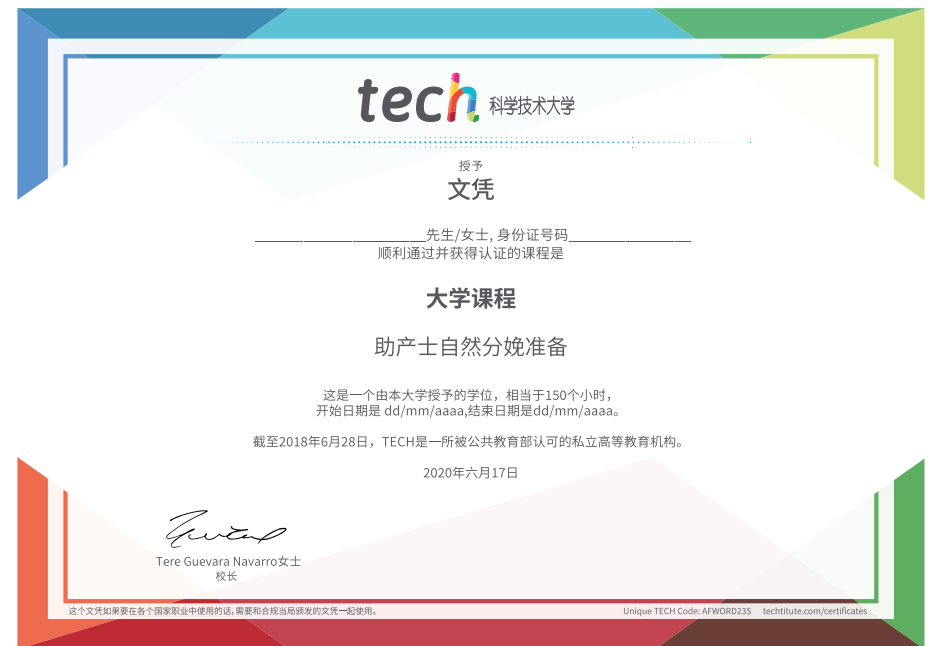 tech 科学技术大学
授予
文凭
______________________先生/女士, 身份证号码________________
顺利通过并获得认证的课程是
大学课程
助产士自然分娩准备
这是一个由本大学授予的学位，相当于150个小时，
开始日期是 dd/mm/aaaa,结束日期是dd/mm/aaaa。
截至2018年6月28日，TECH是一所被公共教育部认可的私立高等教育机构。
2020年六月17日
Tere Guevara Navarro女士
校长
这个文凭如果要在各个国家职业中使用的话,需要和合规当局颁发的文凭一起使用。
Unique TECH Code: AFWORD23S techtitute.com/certificates